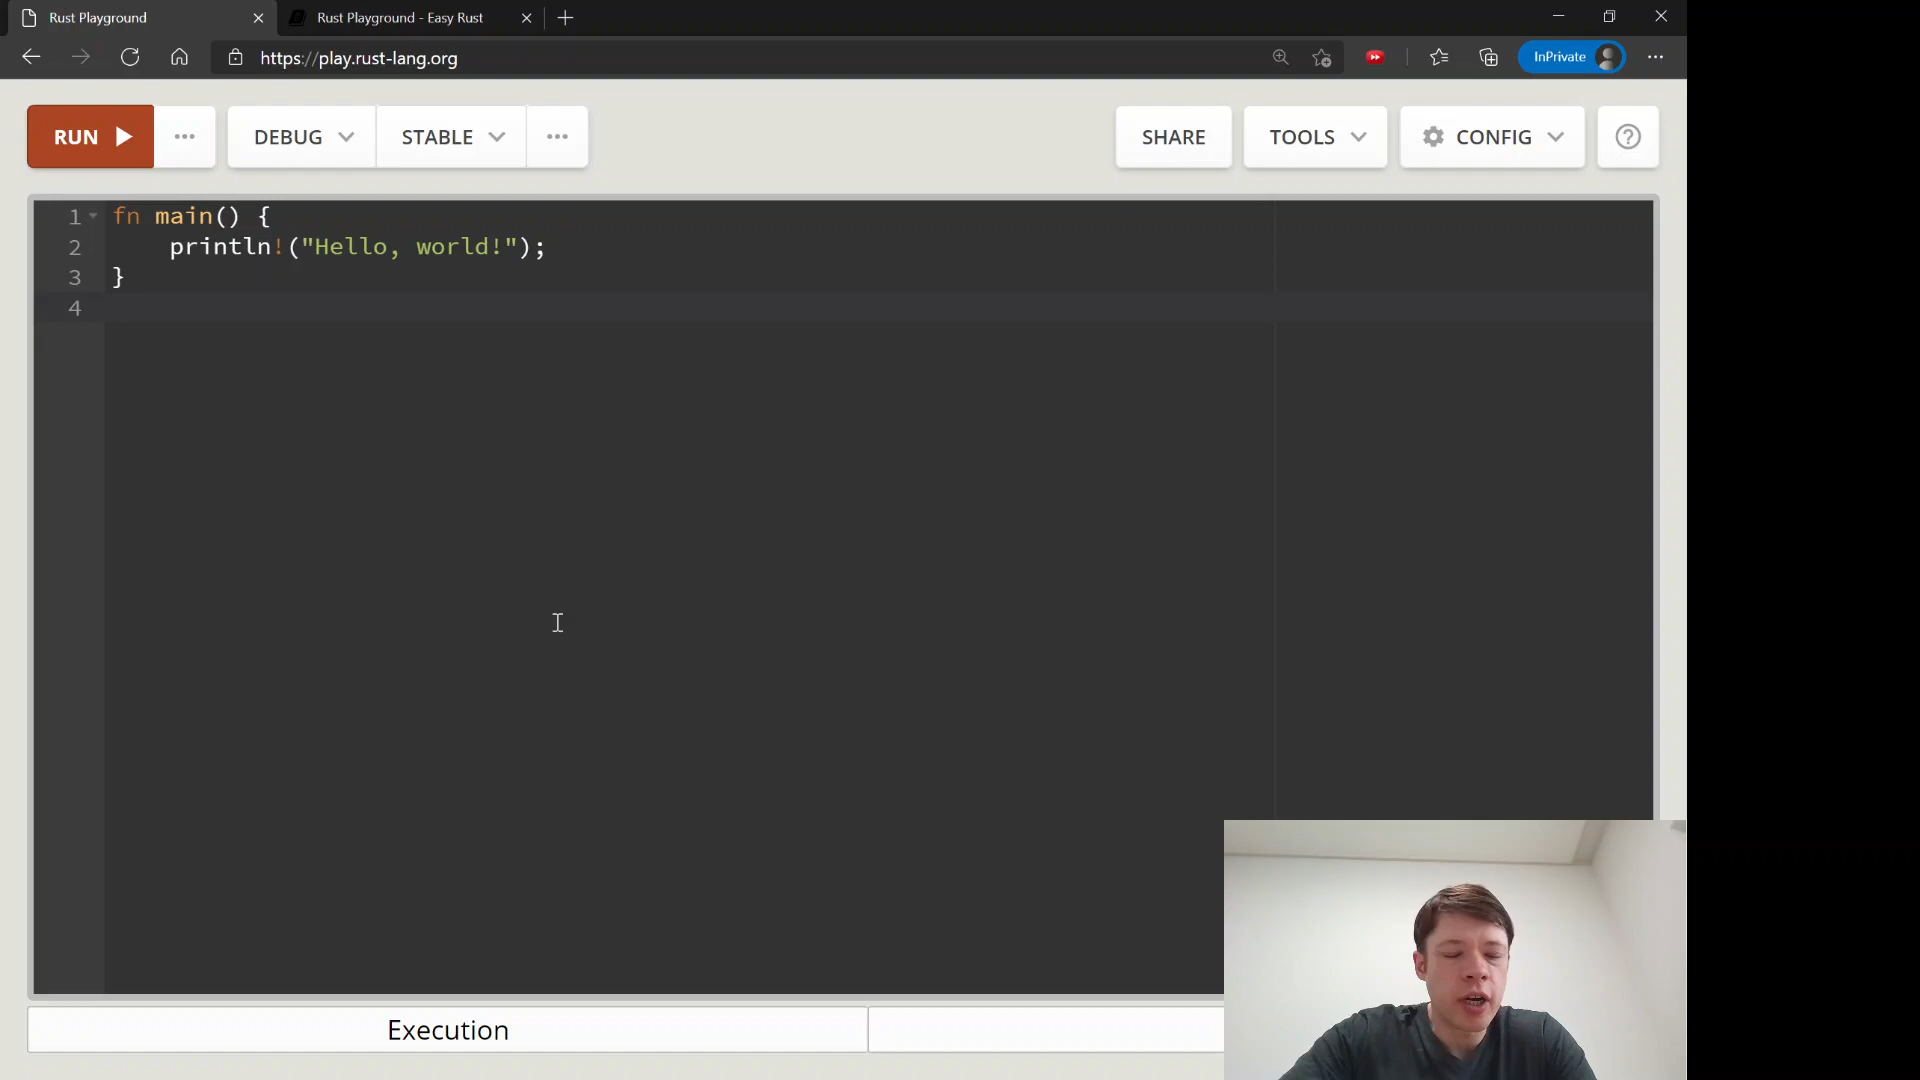 Rust Playground
Rust Playground - Easy Rust
https://play.rust-lang.org
InPrivate
RUN
DEBUG
STABLE
SHARE
TOOLS
CONFIG
1 fn main() {
2 println!("Hello, world!");
3 }
4
Execution